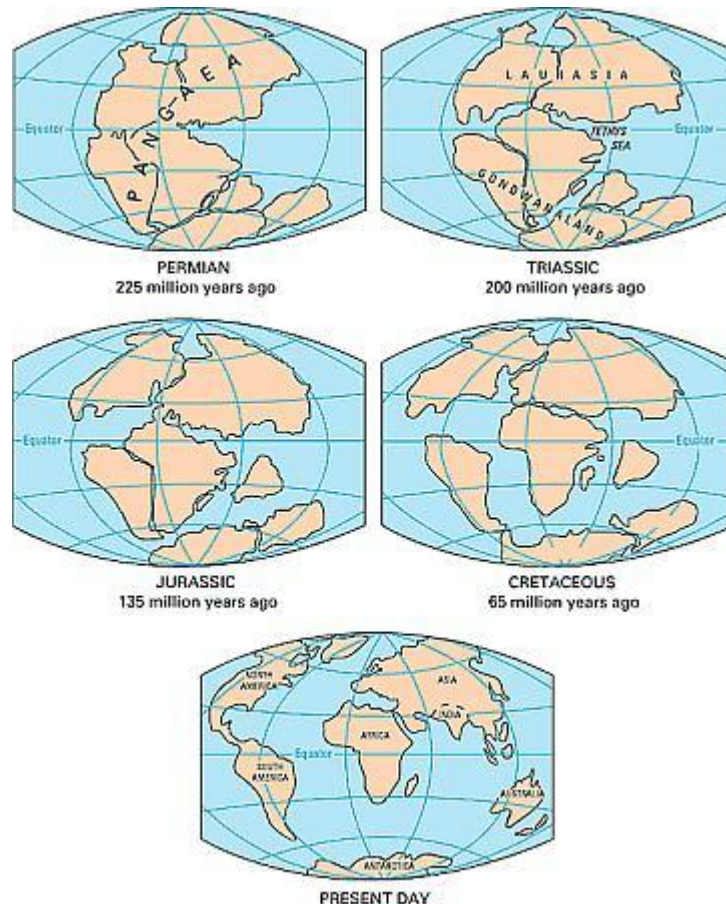 PANGAEA
Equator
PERMIAN
225 million years ago
LAURASIA
TETHYS
SEA
Equator
GONDWANALAND
TRIASSIC
200 million years ago
Equator
JURASSIC
135 million years ago
Equator
CRETACEOUS
65 million years ago
NORTH
AMERICA
ASIA
INDIA
AFRICA
Equator
SOUTH
AMERICA
AUSTRALIA
ANTARCTICA
PRESENT DAY